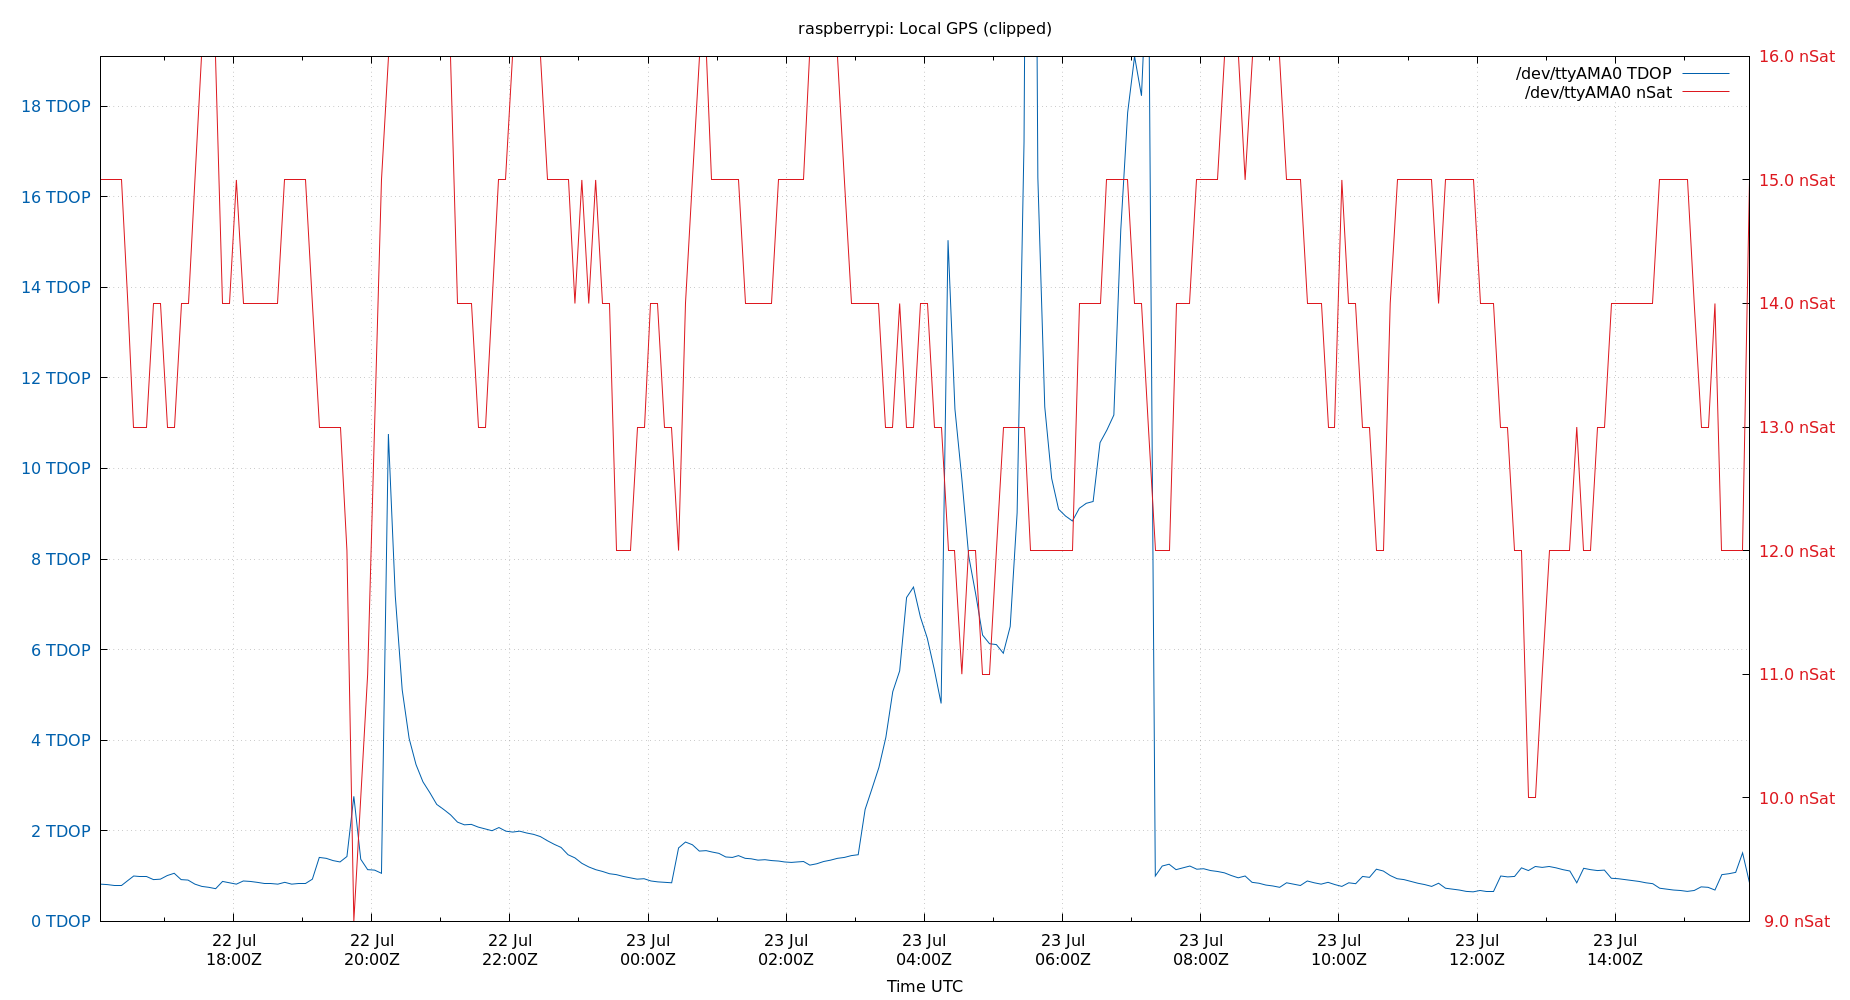 raspberrypi: Local GPS (clipped)
/dev/ttyAMA0 TDOP
/dev/ttyAMA0 nSat
18 TDOP
16 TDOP
14 TDOP
12 TDOP
10 TDOP
8 TDOP
6 TDOP
4 TDOP
2 TDOP
0 TDOP
16.0 nSat
15.0 nSat
14.0 nSat
13.0 nSat
12.0 nSat
11.0 nSat
10.0 nSat
9.0 nSat
22 Jul
18:00Z
22 Jul
20:00Z
22 Jul
22:00Z
23 Jul
00:00Z
23 Jul
02:00Z
23 Jul
04:00Z
23 Jul
06:00Z
23 Jul
08:00Z
23 Jul
10:00Z
23 Jul
12:00Z
23 Jul
14:00Z
Time UTC